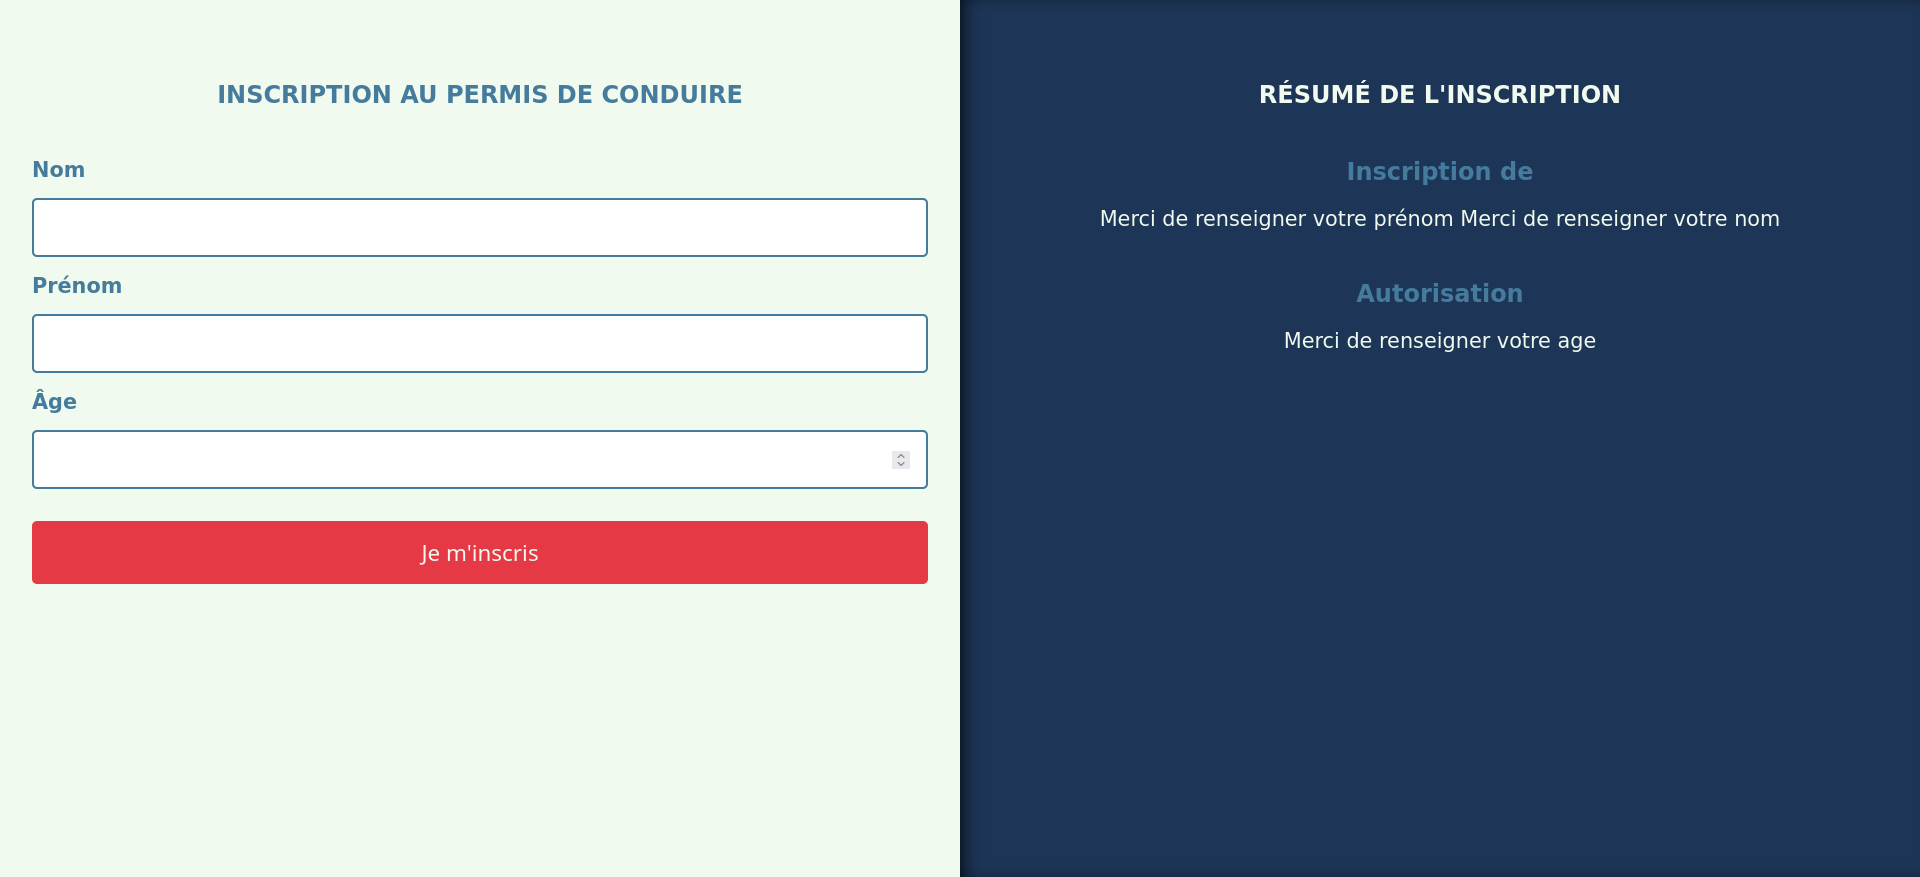 INSCRIPTION AU PERMIS DE CONDUIRE
Nom
Prénom
Âge
Je m'inscris
RÉSUMÉ DE L'INSCRIPTION
Inscription de
Merci de renseigner votre prénom Merci de renseigner votre nom
Autorisation
Merci de renseigner votre age